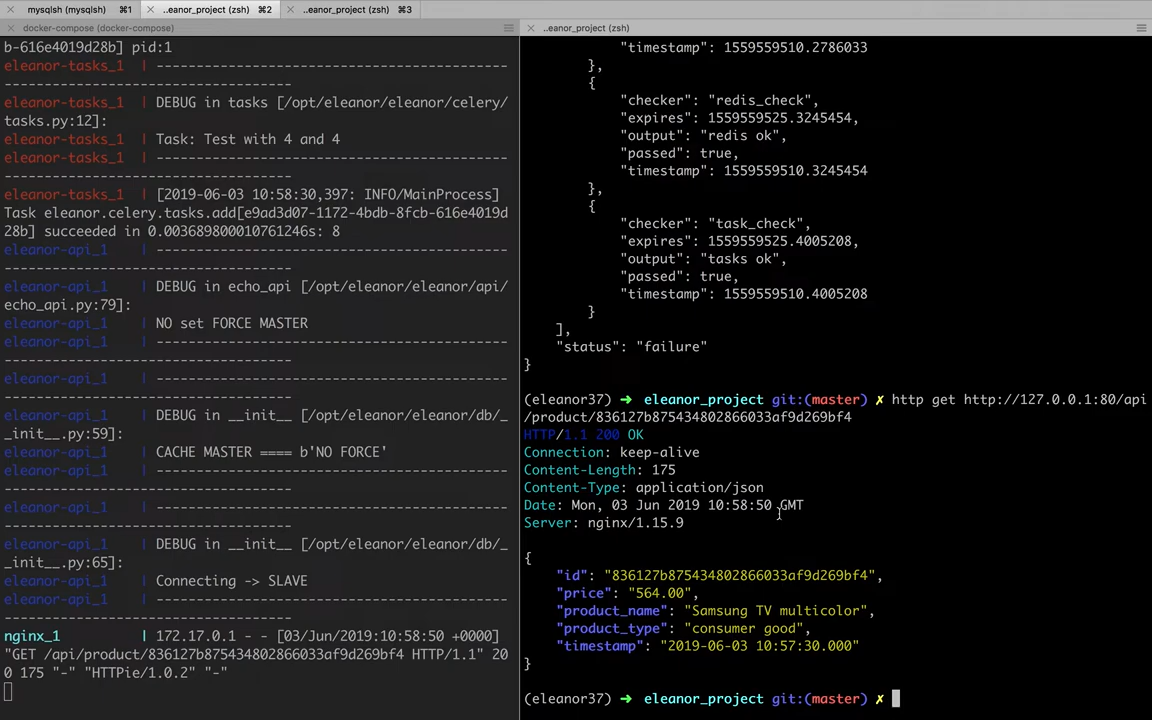 mysqlsh (mysqlsh) ⌘1
..eanor_project (zsh) ⌘2
..eanor_project (zsh) ⌘3
docker-compose (docker-compose)
b-616e4019d28b] pid:1
eleanor-tasks_1 | ---------------------------------------
--------------------------------
eleanor-tasks_1 | DEBUG in tasks [/opt/eleanor/eleanor/celery/
tasks.py:12]:
eleanor-tasks_1 | Task: Test with 4 and 4
eleanor-tasks_1 | ---------------------------------------
--------------------------------
eleanor-tasks_1 | [2019-06-03 10:58:30,397: INFO/MainProcess]
Task eleanor.celery.tasks.add[e9ad3d07-1172-4bdb-8fcb-616e4019d
28b] succeeded in 0.003689800010761246s: 8
eleanor-api_1 | ---------------------------------------
--------------------------------
eleanor-api_1 | DEBUG in echo_api [/opt/eleanor/eleanor/api/
echo_api.py:79]:
eleanor-api_1 | NO set FORCE MASTER
eleanor-api_1 | ---------------------------------------
--------------------------------
eleanor-api_1 | ---------------------------------------
--------------------------------
eleanor-api_1 | DEBUG in __init__ [/opt/eleanor/eleanor/db/_
_init__.py:59]:
eleanor-api_1 | CACHE MASTER ==== b'NO FORCE'
eleanor-api_1 | ---------------------------------------
--------------------------------
eleanor-api_1 | ---------------------------------------
--------------------------------
eleanor-api_1 | DEBUG in __init__ [/opt/eleanor/eleanor/db/_
_init__.py:65]:
eleanor-api_1 | Connecting -> SLAVE
eleanor-api_1 | ---------------------------------------
--------------------------------
nginx_1 | 172.17.0.1 - - [03/Jun/2019:10:58:50 +0000]
"GET /api/product/836127b875434802866033af9d269bf4 HTTP/1.1" 20
0 175 "-" "HTTPie/1.0.2" "-"
..eanor_project (zsh)
"timestamp": 1559559510.2786033
},
{
"checker": "redis_check",
"expires": 1559559525.3245454,
"output": "redis ok",
"passed": true,
"timestamp": 1559559510.3245454
},
{
"checker": "task_check",
"expires": 1559559525.4005208,
"output": "tasks ok",
"passed": true,
"timestamp": 1559559510.4005208
}
],
"status": "failure"
}
(eleanor37) ➜ eleanor_project git:(master) ✗ http get http://127.0.0.1:80/api
/product/836127b875434802866033af9d269bf4
HTTP/1.1 200 OK
Connection: keep-alive
Content-Length: 175
Content-Type: application/json
Date: Mon, 03 Jun 2019 10:58:50 GMT
Server: nginx/1.15.9
{
"id": "836127b875434802866033af9d269bf4",
"price": "564.00",
"product_name": "Samsung TV multicolor",
"product_type": "consumer good",
"timestamp": "2019-06-03 10:57:30.000"
}
(eleanor37) ➜ eleanor_project git:(master) ✗